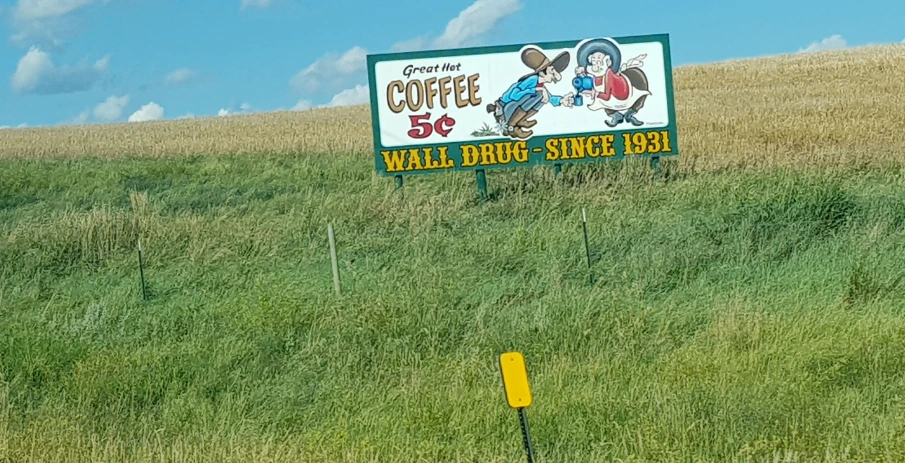 Great Hot
COFFEE
5¢
WALL DRUG - SINCE 1931